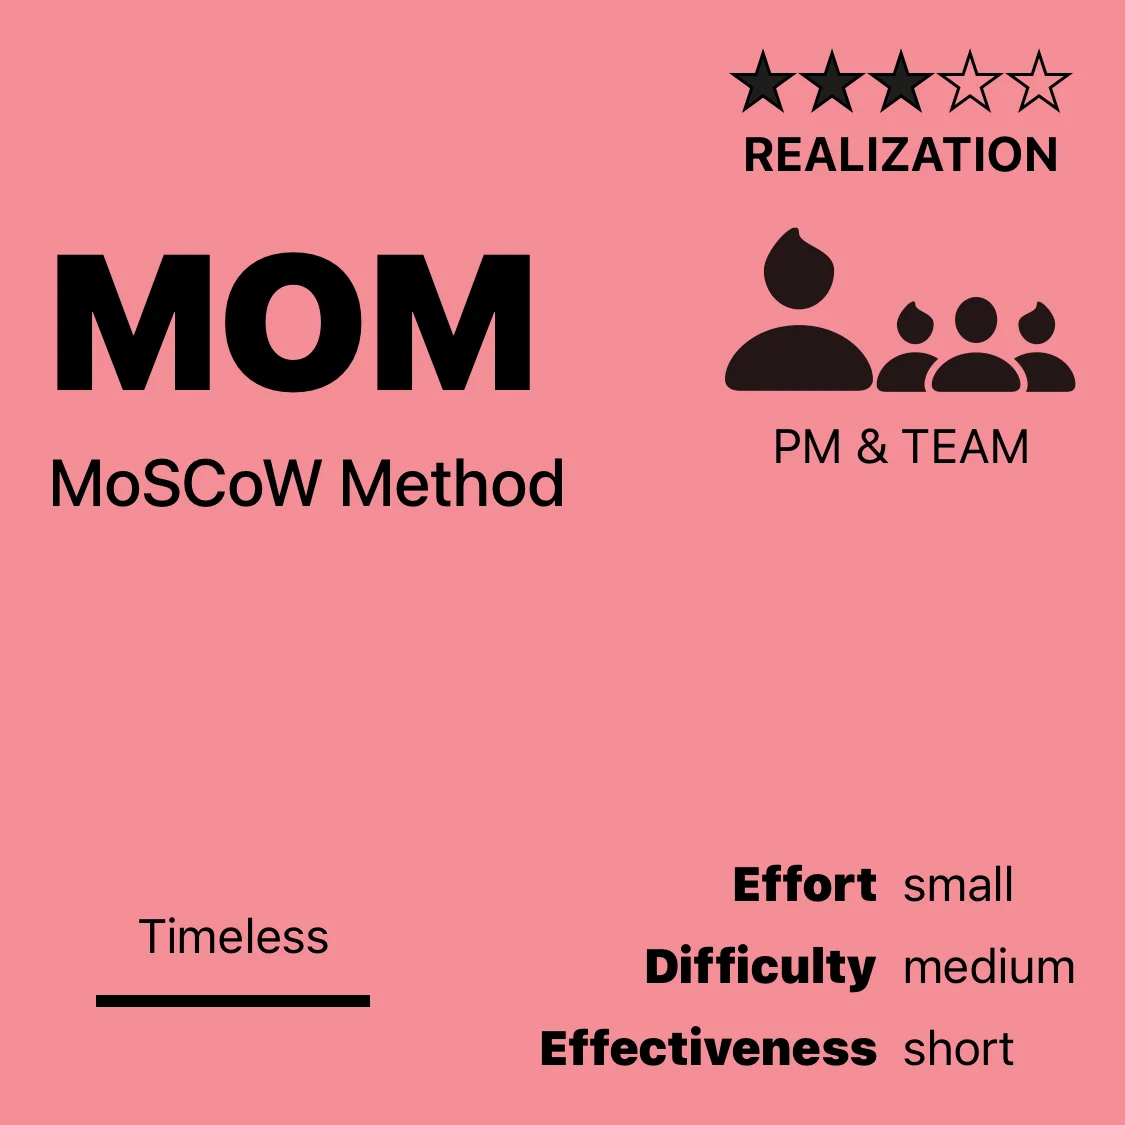 REALIZATION
MOM
MoSCoW Method
PM & TEAM
Timeless
Effort small
Difficulty medium
Effectiveness short